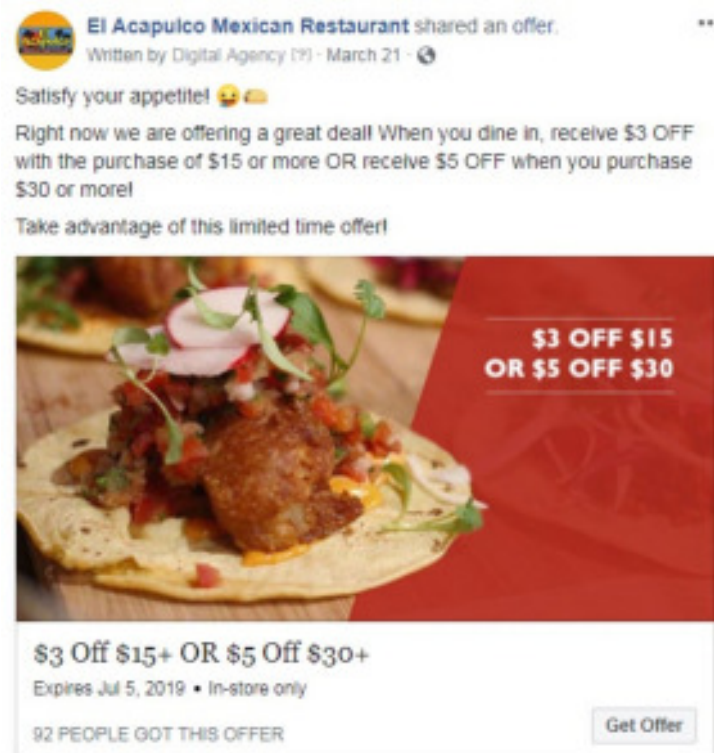 El Acapulco Mexican Restaurant shared an offer.
Written by Digital Agency [?] · March 21 ·
Satisfy your appetite! 😜🌮
Right now we are offering a great deal! When you dine in, receive $3 OFF
with the purchase of $15 or more OR receive $5 OFF when you purchase
$30 or more!
Take advantage of this limited time offer!
$3 OFF $15
OR $5 OFF $30
$3 Off $15+ OR $5 Off $30+
Expires Jul 5, 2019 • In-store only
92 PEOPLE GOT THIS OFFER
Get Offer